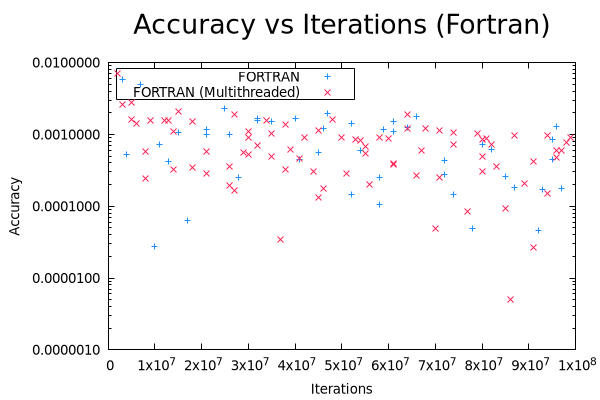 Accuracy vs Iterations (Fortran)
0.0100000
FORTRAN
FORTRAN (Multithreaded)
0.0010000
Accuracy
0.0001000
0.0000100
0.0000010
0 1x10⁷ 2x10⁷ 3x10⁷ 4x10⁷ 5x10⁷ 6x10⁷ 7x10⁷ 8x10⁷ 9x10⁷ 1x10⁸
Iterations